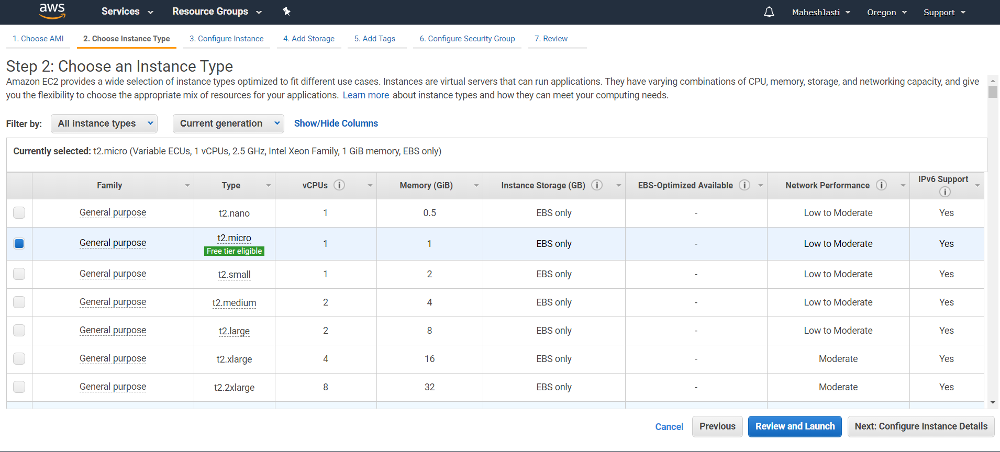 aws Services Resource Groups MaheshJasti Oregon Support
1. Choose AMI 2. Choose Instance Type 3. Configure Instance 4. Add Storage 5. Add Tags 6. Configure Security Group 7. Review
Step 2: Choose an Instance Type
Amazon EC2 provides a wide selection of instance types optimized to fit different use cases. Instances are virtual servers that can run applications. They have varying combinations of CPU, memory, storage, and networking capacity, and give
you the flexibility to choose the appropriate mix of resources for your applications. Learn more about instance types and how they can meet your computing needs.
Filter by: All instance types Current generation Show/Hide Columns
Currently selected: t2.micro (Variable ECUs, 1 vCPUs, 2.5 GHz, Intel Xeon Family, 1 GiB memory, EBS only)
Family Type vCPUs i Memory (GiB) Instance Storage (GB) i EBS-Optimized Available i Network Performance i IPv6 Support i
General purpose t2.nano 1 0.5 EBS only - Low to Moderate Yes
General purpose t2.micro Free tier eligible 1 1 EBS only - Low to Moderate Yes
General purpose t2.small 1 2 EBS only - Low to Moderate Yes
General purpose t2.medium 2 4 EBS only - Low to Moderate Yes
General purpose t2.large 2 8 EBS only - Low to Moderate Yes
General purpose t2.xlarge 4 16 EBS only - Moderate Yes
General purpose t2.2xlarge 8 32 EBS only - Moderate Yes
Cancel Previous Review and Launch Next: Configure Instance Details